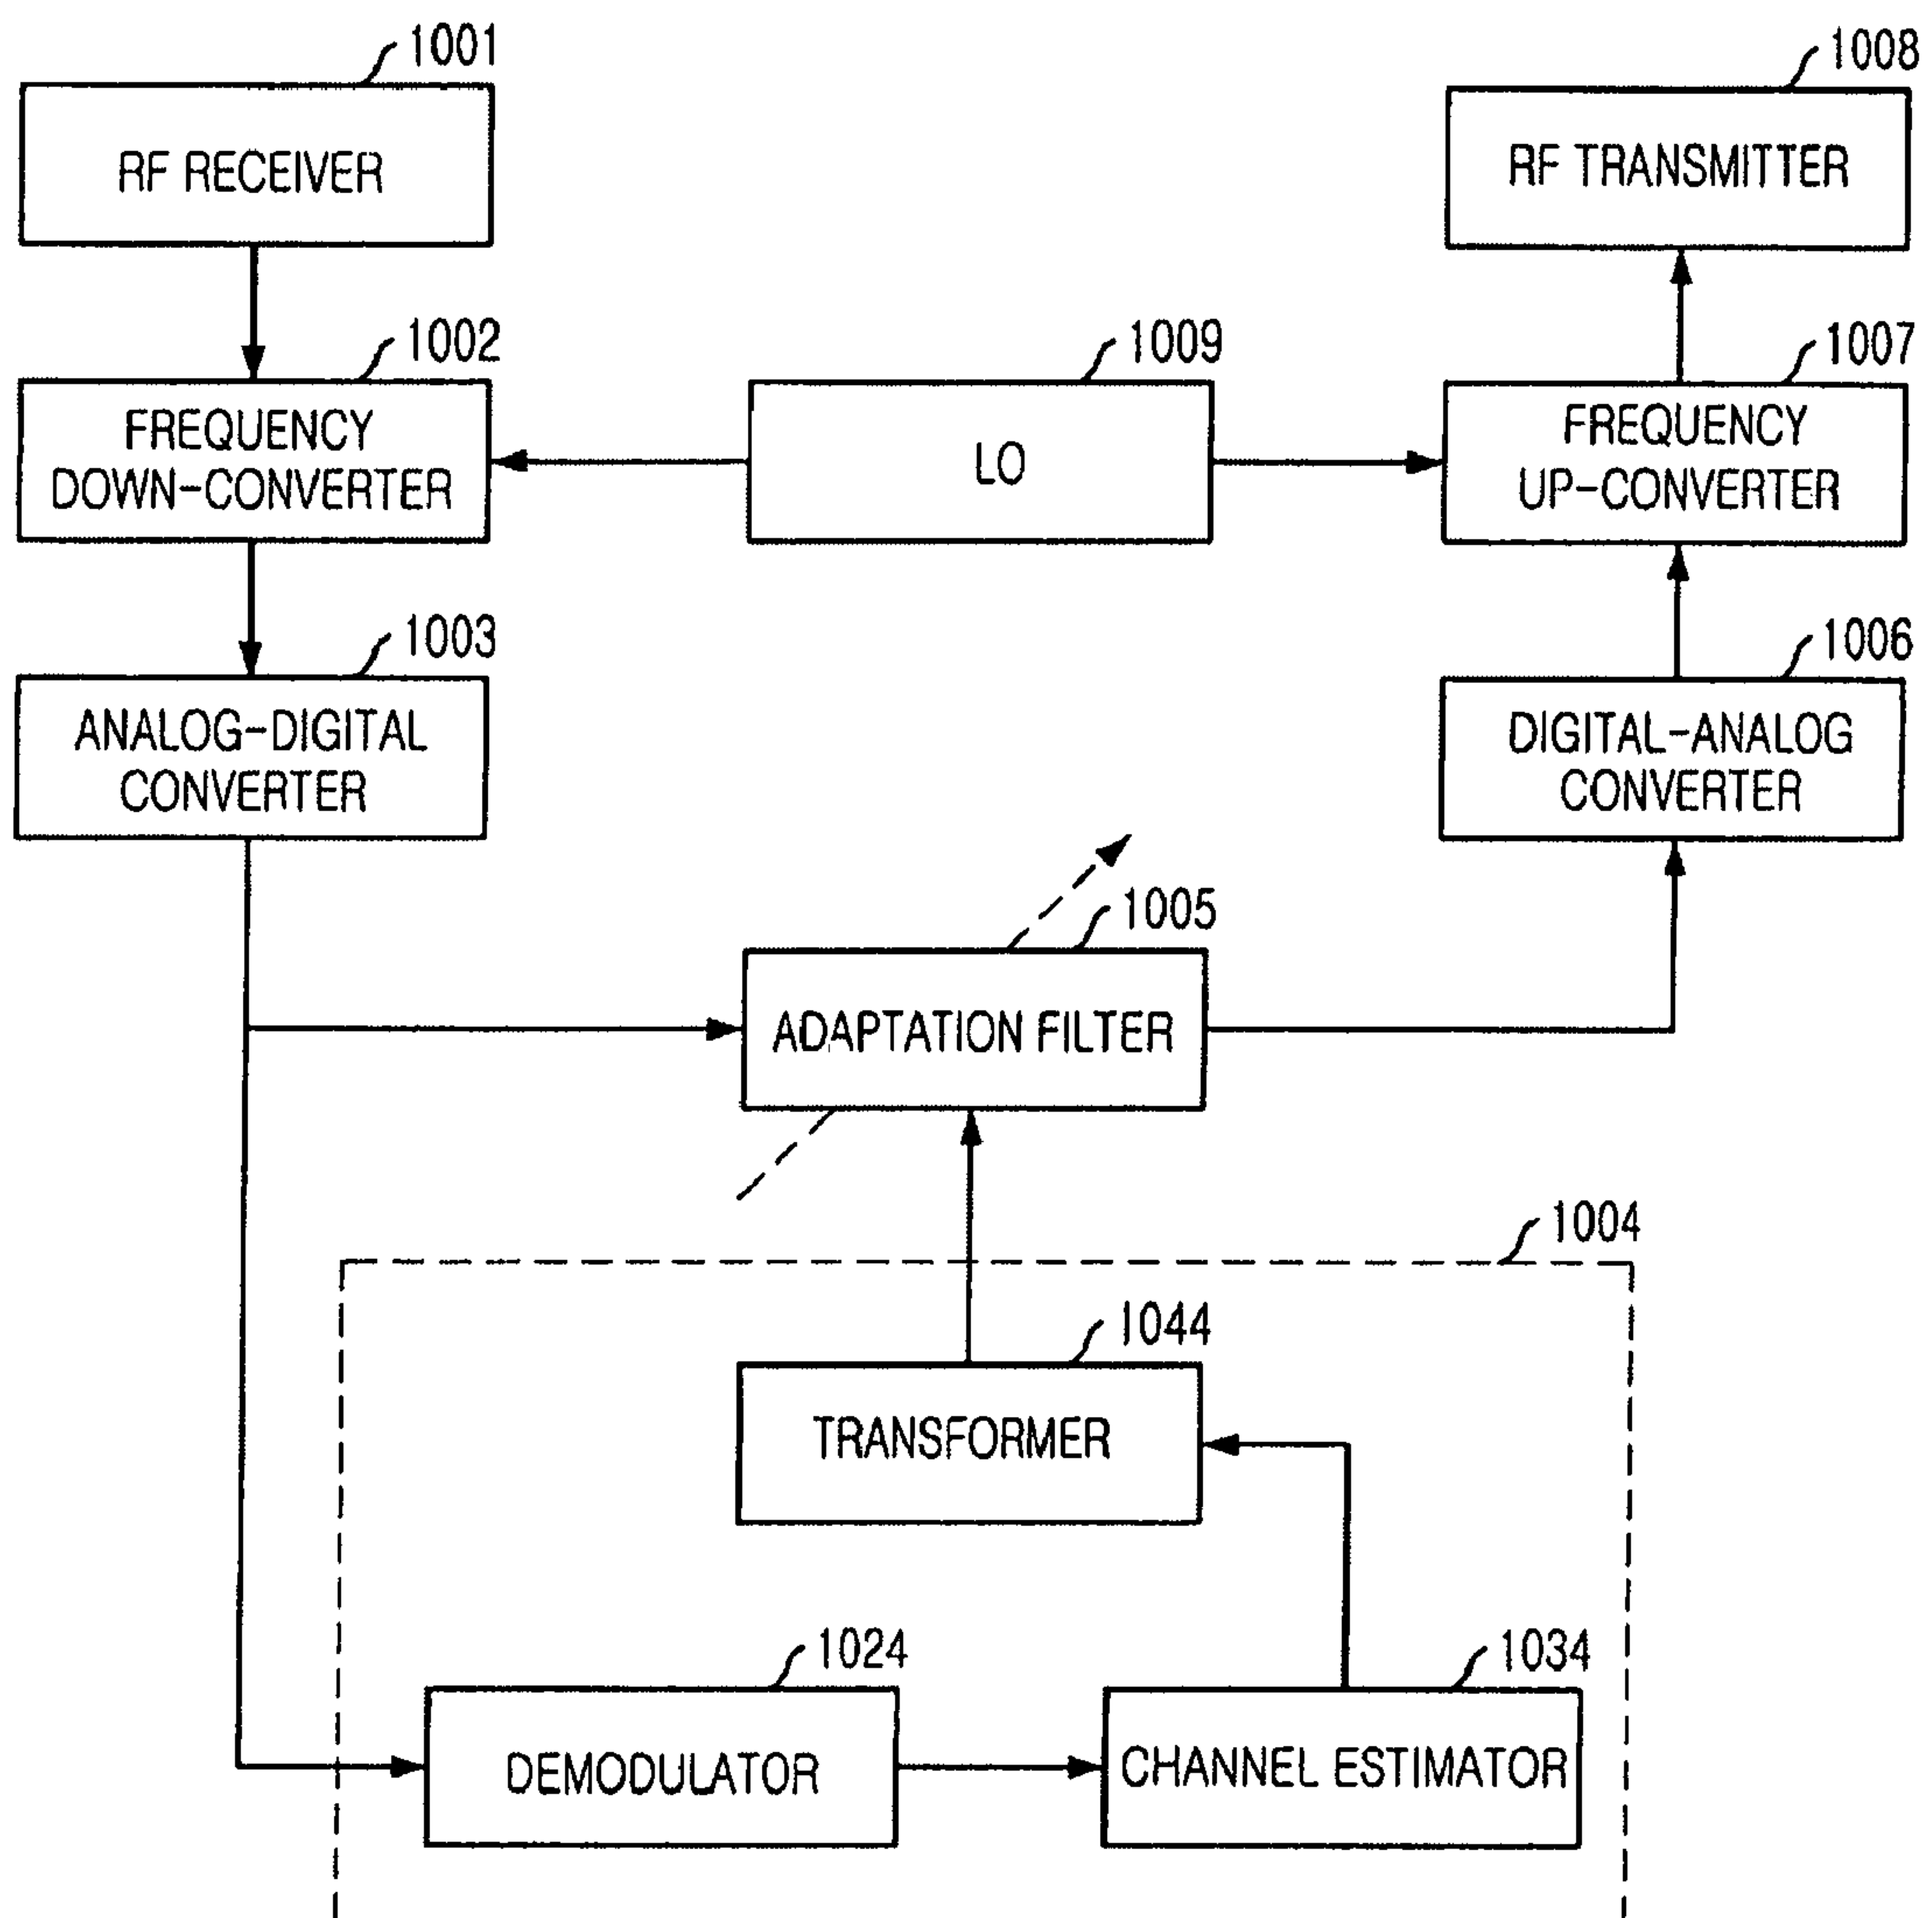 1001
RF RECEIVER
1008
RF TRANSMITTER
1002
FREQUENCY
DOWN-CONVERTER
1009
LO
1007
FREQUENCY
UP-CONVERTER
1003
ANALOG-DIGITAL
CONVERTER
1006
DIGITAL-ANALOG
CONVERTER
1005
ADAPTATION FILTER
1004
1044
TRANSFORMER
1024
DEMODULATOR
1034
CHANNEL ESTIMATOR